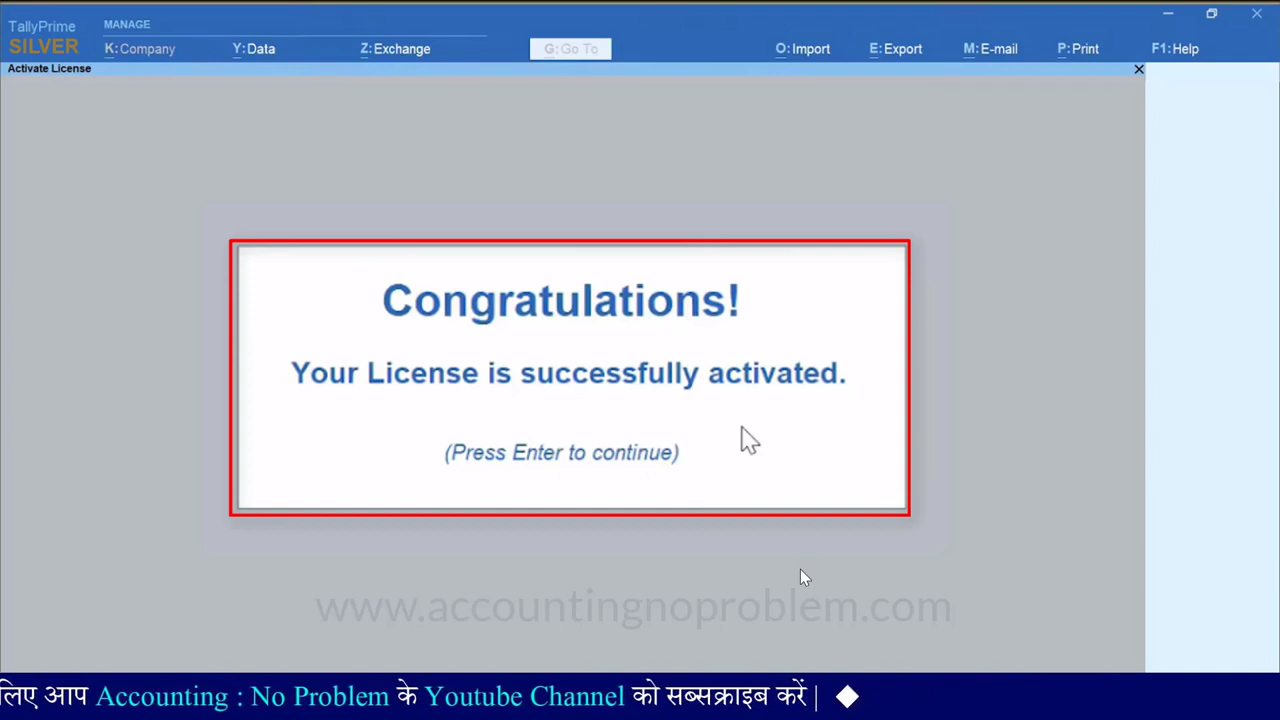 TallyPrime
MANAGE
SILVER
K:Company Y:Data Z:Exchange G:Go To O:Import E:Export M:E-mail P:Print F1:Help
Activate License
Congratulations!
Your License is successfully activated.
(Press Enter to continue)
www.accountingnoproblem.com
लिए आप Accounting : No Problem के Youtube Channel को सब्सक्राइब करें |